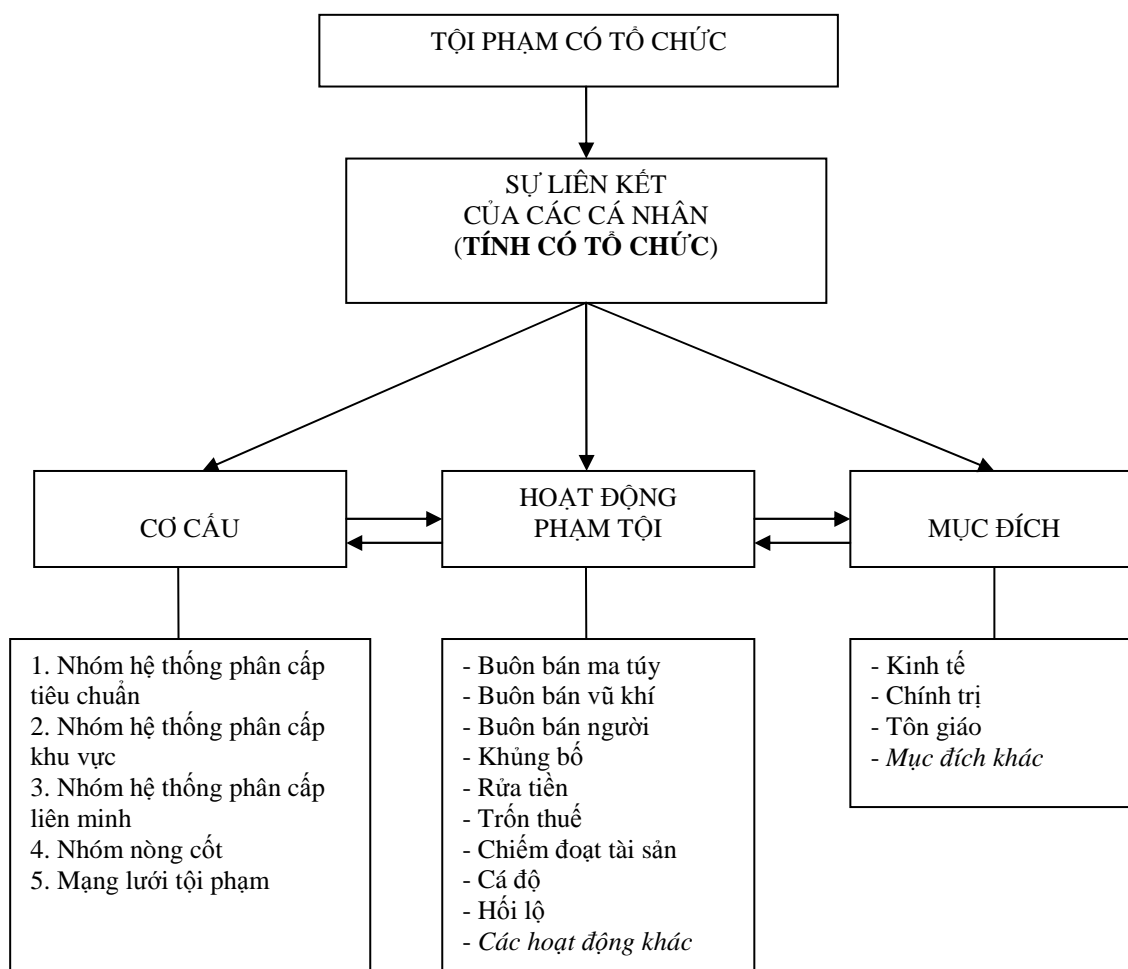 TỘI PHẠM CÓ TỔ CHỨC
SỰ LIÊN KẾT
CỦA CÁC CÁ NHÂN
(TÍNH CÓ TỔ CHỨC)
CƠ CẤU
HOẠT ĐỘNG
PHẠM TỘI
MỤC ĐÍCH
1. Nhóm hệ thống phân cấp
tiêu chuẩn
2. Nhóm hệ thống phân cấp
khu vực
3. Nhóm hệ thống phân cấp
liên minh
4. Nhóm nòng cốt
5. Mạng lưới tội phạm
- Buôn bán ma túy
- Buôn bán vũ khí
- Buôn bán người
- Khủng bố
- Rửa tiền
- Trốn thuế
- Chiếm đoạt tài sản
- Cá độ
- Hối lộ
- Các hoạt động khác
- Kinh tế
- Chính trị
- Tôn giáo
- Mục đích khác